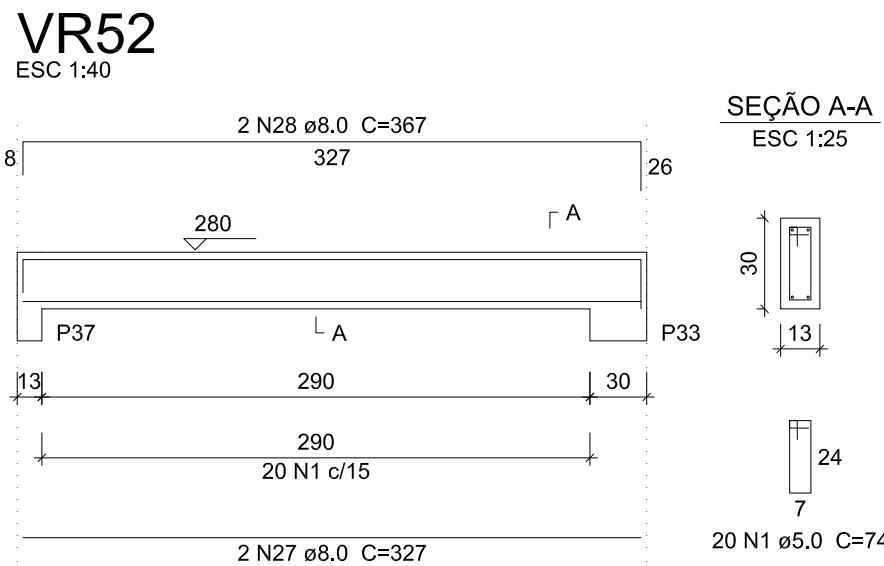 VR52
ESC 1:40
2 N28 ø8.0 C=367
8
327
26
280
A
P37
A
P33
13
290
30
290
20 N1 c/15
2 N27 ø8.0 C=327
SEÇÃO A-A
ESC 1:25
30
13
24
7
20 N1 ø5.0 C=74